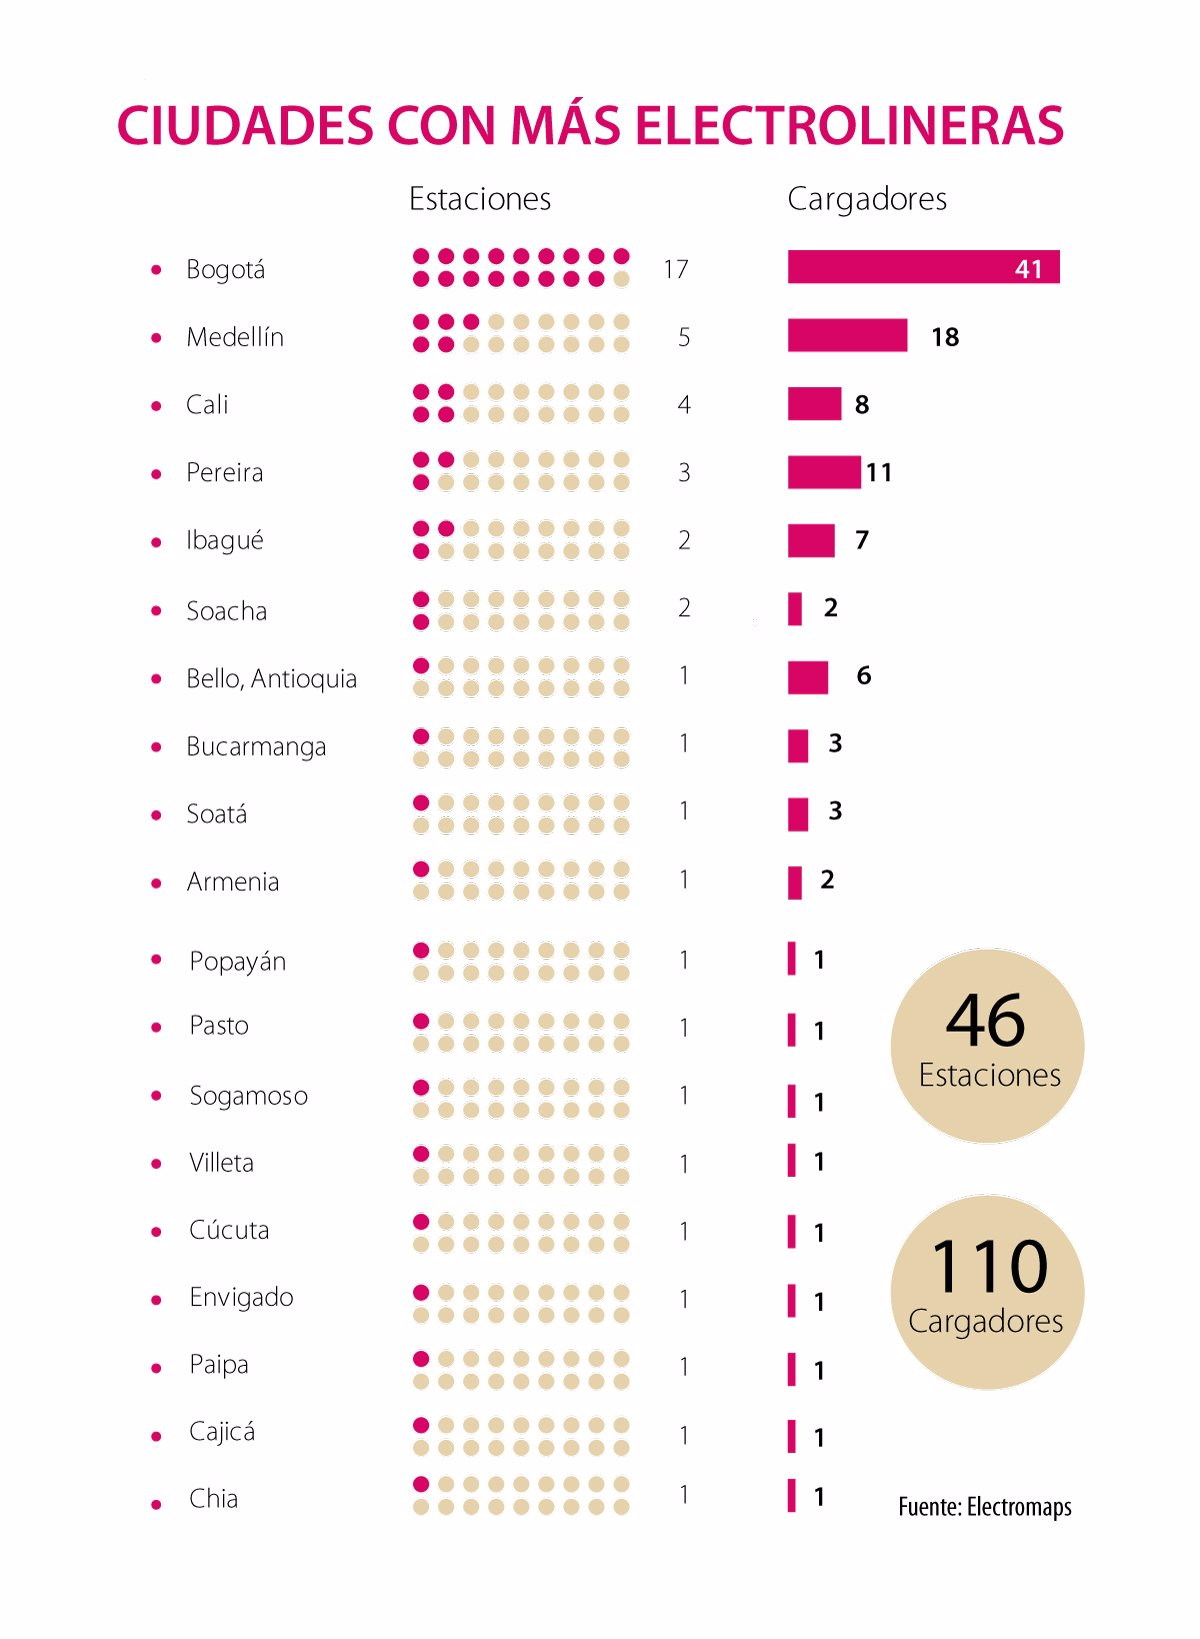 CIUDADES CON MÁS ELECTROLINERAS
Estaciones Cargadores
Bogotá 17 41
Medellín 5 18
Cali 4 8
Pereira 3 11
Ibagué 2 7
Soacha 2 2
Bello, Antioquia 1 6
Bucarmanga 1 3
Soatá 1 3
Armenia 1 2
Popayán 1 1
Pasto 1 1
Sogamoso 1 1
Villeta 1 1
Cúcuta 1 1
Envigado 1 1
Paipa 1 1
Cajicá 1 1
Chia 1 1
46
Estaciones
110
Cargadores
Fuente: Electromaps